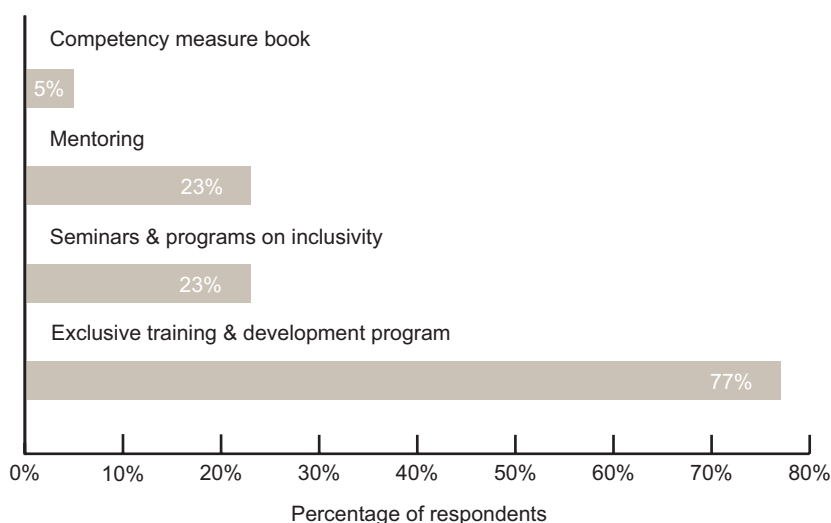 Competency measure book
5%
Mentoring
23%
Seminars & programs on inclusivity
23%
Exclusive training & development program
77%
0% 10% 20% 30% 40% 50% 60% 70% 80%
Percentage of respondents